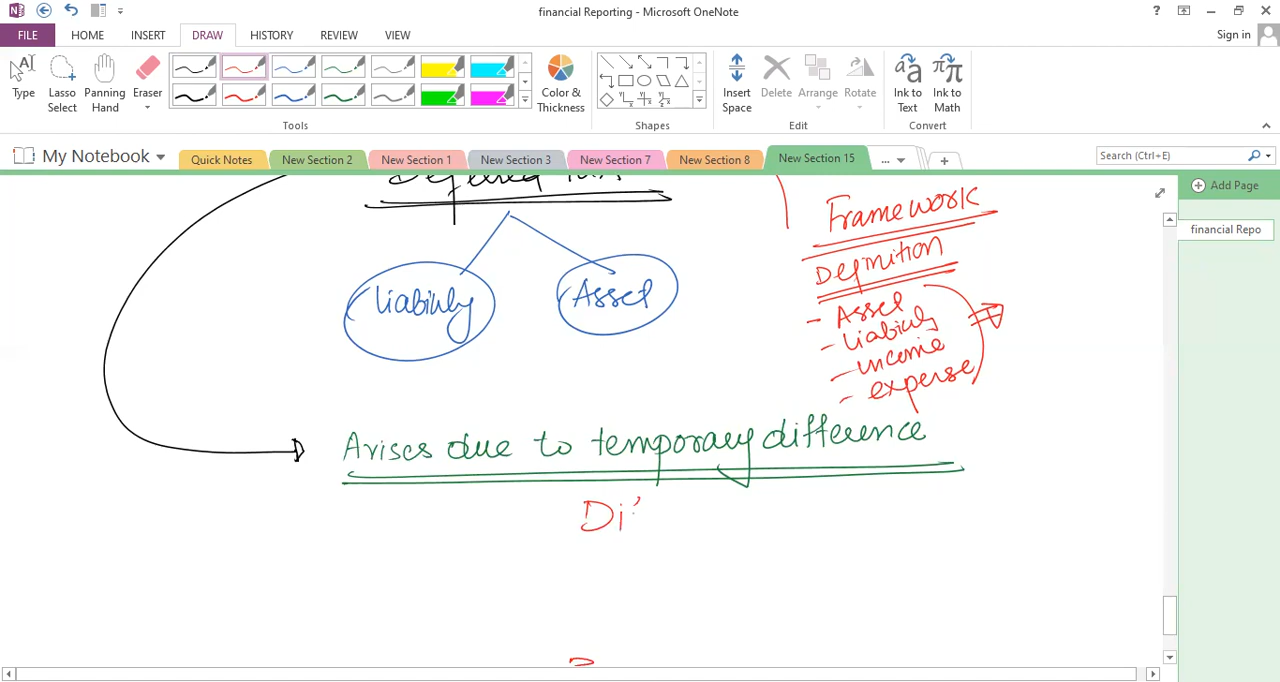 financial Reporting - Microsoft OneNote
?
FILE HOME INSERT DRAW HISTORY REVIEW VIEW
Sign in
Type
Lasso Select
Panning Hand
Eraser
Color & Thickness
Insert Space
Delete
Arrange
Rotate
Ink to Text
Ink to Math
Tools
Shapes
Edit
Convert
My Notebook
Quick Notes
New Section 2
New Section 1
New Section 3
New Section 7
New Section 8
New Section 15
...
Search (Ctrl+E)
Add Page
financial Repo
Deferred
Liability
Asset
Framework
Definition
- Asset
- Liability
- income
- expense
Arises due to temporary difference
Di